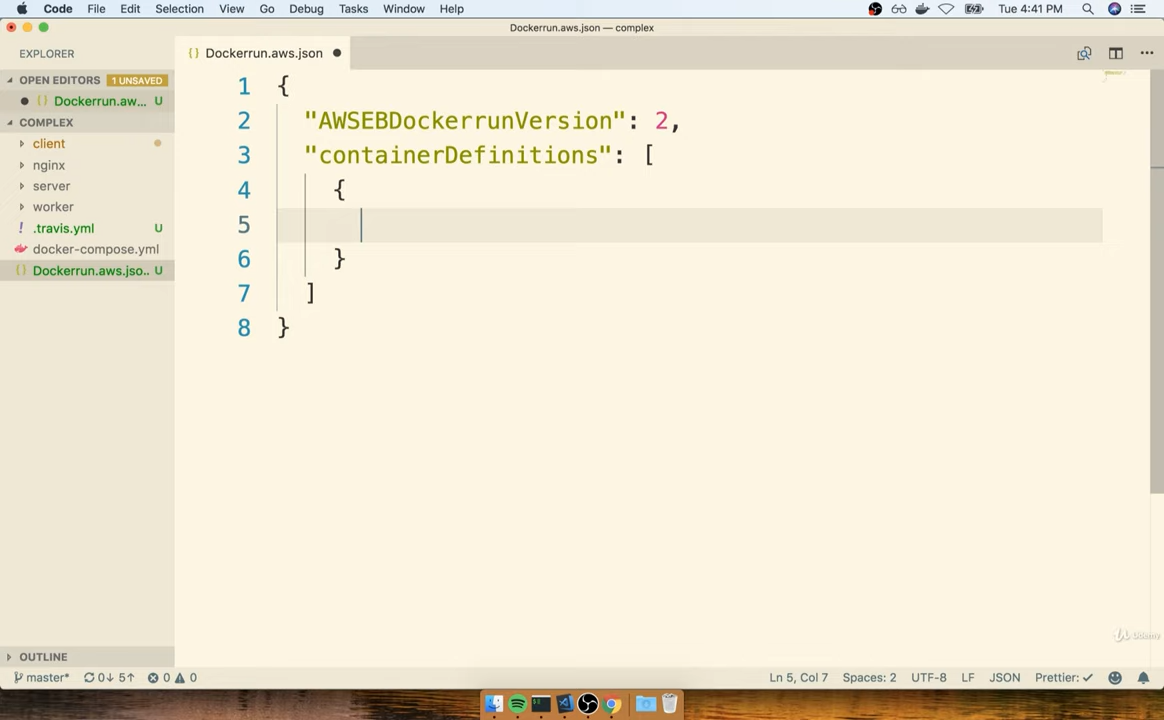 Code File Edit Selection View Go Debug Tasks Window Help Tue 4:41 PM
Dockerrun.aws.json — complex
EXPLORER
{} Dockerrun.aws.json
OPEN EDITORS 1 UNSAVED
{} Dockerrun.aw... U
COMPLEX
client
nginx
server
worker
! .travis.yml U
docker-compose.yml
{} Dockerrun.aws.jso.. U
1 {
2 "AWSEBDockerrunVersion": 2,
3 "containerDefinitions": [
4 {
5
6 }
7 ]
8 }
Udemy
OUTLINE
master* 0↓ 5↑ 0 0 Ln 5, Col 7 Spaces: 2 UTF-8 LF JSON Prettier: ✓